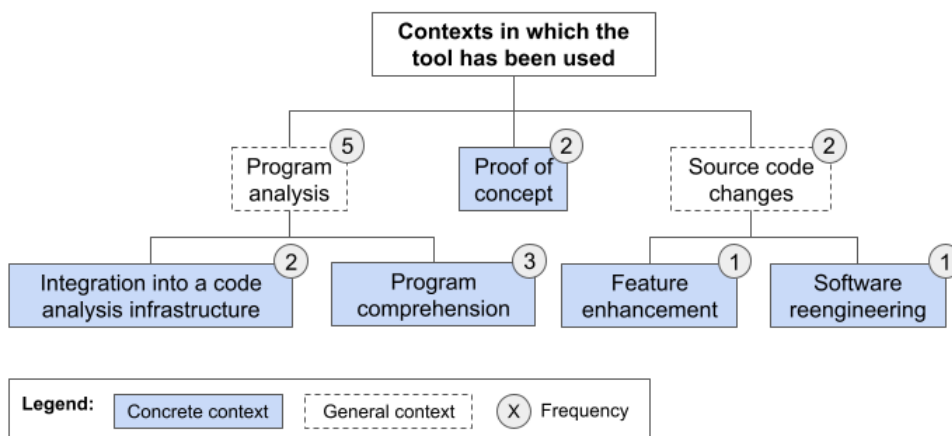 Contexts in which the
tool has been used
5
Program
analysis
2
Proof of
concept
2
Source code
changes
2
Integration into a code
analysis infrastructure
3
Program
comprehension
1
Feature
enhancement
1
Software
reengineering
Legend:
Concrete context
General context
X
Frequency